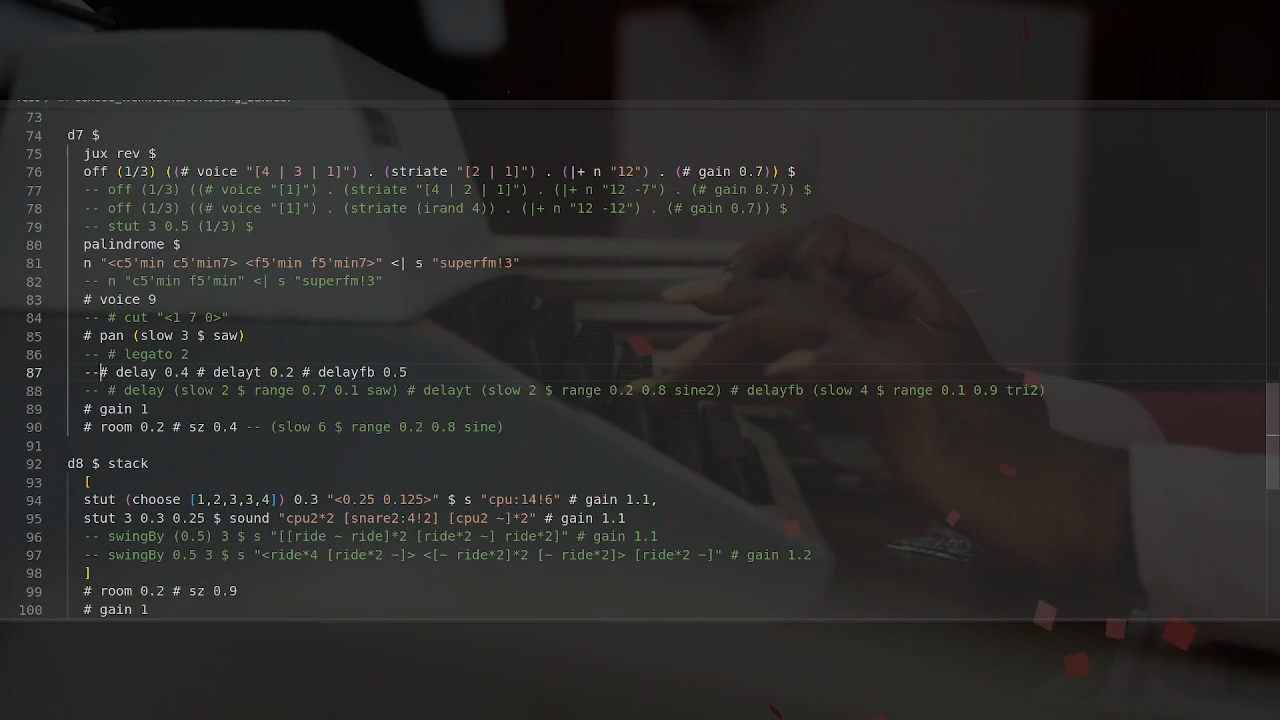 73
74 d7 $
75 jux rev $
76 off (1/3) ((# voice "[4 | 3 | 1]") . (striate "[2 | 1]") . (|+ n "12") . (# gain 0.7)) $
77 -- off (1/3) ((# voice "[1]") . (striate "[4 | 2 | 1]") . (|+ n "12 -7") . (# gain 0.7)) $
78 -- off (1/3) ((# voice "[1]") . (striate (irand 4)) . (|+ n "12 -12") . (# gain 0.7)) $
79 -- stut 3 0.5 (1/3) $
80 palindrome $
81 n "<c5'min c5'min7> <f5'min f5'min7>" <| s "superfm!3"
82 -- n "c5'min f5'min" <| s "superfm!3"
83 # voice 9
84 -- # cut "<1 7 0>"
85 # pan (slow 3 $ saw)
86 -- # legato 2
87 --# delay 0.4 # delayt 0.2 # delayfb 0.5
88 -- # delay (slow 2 $ range 0.7 0.1 saw) # delayt (slow 2 $ range 0.2 0.8 sine2) # delayfb (slow 4 $ range 0.1 0.9 tri2)
89 # gain 1
90 # room 0.2 # sz 0.4 -- (slow 6 $ range 0.2 0.8 sine)
91
92 d8 $ stack
93 [
94 stut (choose [1,2,3,3,4]) 0.3 "<0.25 0.125>" $ s "cpu:14!6" # gain 1.1,
95 stut 3 0.3 0.25 $ sound "cpu2*2 [snare2:4!2] [cpu2 ~]*2" # gain 1.1
96 -- swingBy (0.5) 3 $ s "[[ride ~ ride]*2 [ride*2 ~] ride*2]" # gain 1.1
97 -- swingBy 0.5 3 $ s "<ride*4 [ride*2 ~]> <[~ ride*2]*2 [~ ride*2]> [ride*2 ~]" # gain 1.2
98 ]
99 # room 0.2 # sz 0.9
100 # gain 1